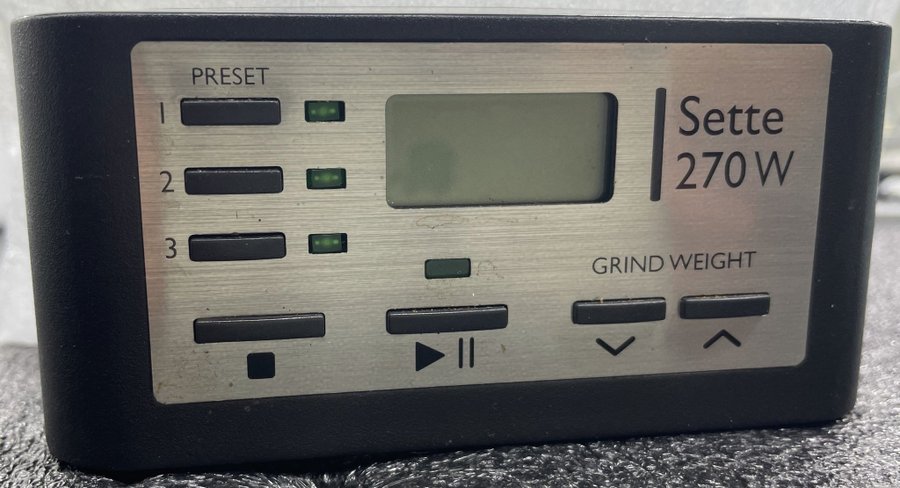 PRESET
1
2
3
Sette
270 W
GRIND WEIGHT